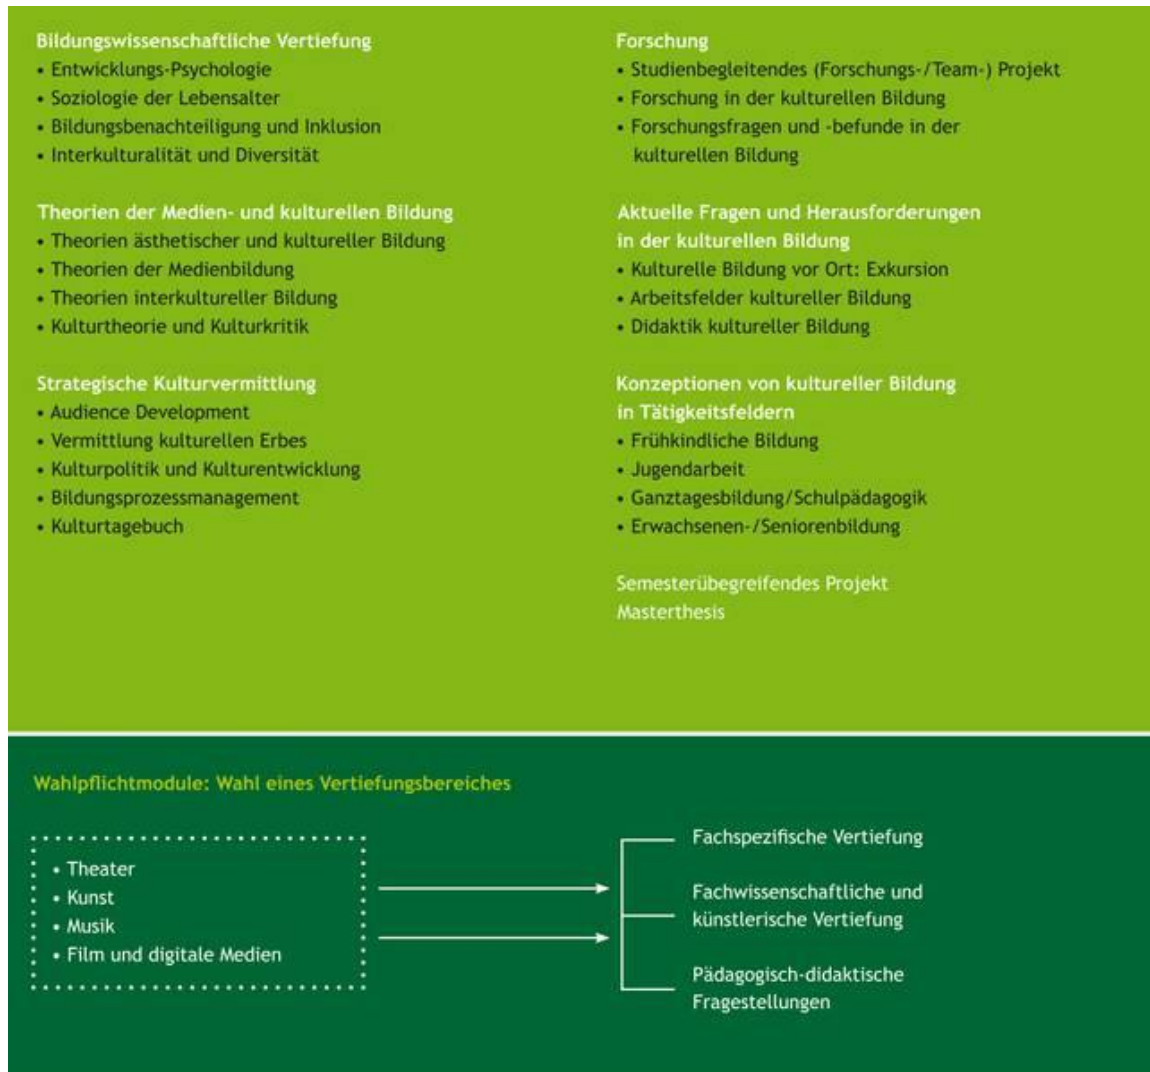 Bildungswissenschaftliche Vertiefung
• Entwicklungs-Psychologie
• Soziologie der Lebensalter
• Bildungsbenachteiligung und Inklusion
• Interkulturalität und Diversität
Theorien der Medien- und kulturellen Bildung
• Theorien ästhetischer und kultureller Bildung
• Theorien der Medienbildung
• Theorien interkultureller Bildung
• Kulturtheorie und Kulturkritik
Strategische Kulturvermittlung
• Audience Development
• Vermittlung kulturellen Erbes
• Kulturpolitik und Kulturentwicklung
• Bildungsprozessmanagement
• Kulturtagebuch
Forschung
• Studienbegleitendes (Forschungs-/Team-) Projekt
• Forschung in der kulturellen Bildung
• Forschungsfragen und -befunde in der
kulturellen Bildung
Aktuelle Fragen und Herausforderungen
in der kulturellen Bildung
• Kulturelle Bildung vor Ort: Exkursion
• Arbeitsfelder kultureller Bildung
• Didaktik kultureller Bildung
Konzeptionen von kultureller Bildung
in Tätigkeitsfeldern
• Frühkindliche Bildung
• Jugendarbeit
• Ganztagesbildung/Schulpädagogik
• Erwachsenen-/Seniorenbildung
Semesterübegreifendes Projekt
Masterthesis
Wahlpflichtmodule: Wahl eines Vertiefungsbereiches
• Theater
• Kunst
• Musik
• Film und digitale Medien
Fachspezifische Vertiefung
Fachwissenschaftliche und
künstlerische Vertiefung
Pädagogisch-didaktische
Fragestellungen